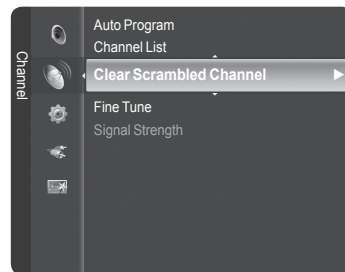 Channel
Auto Program
Channel List
Clear Scrambled Channel
Fine Tune
Signal Strength